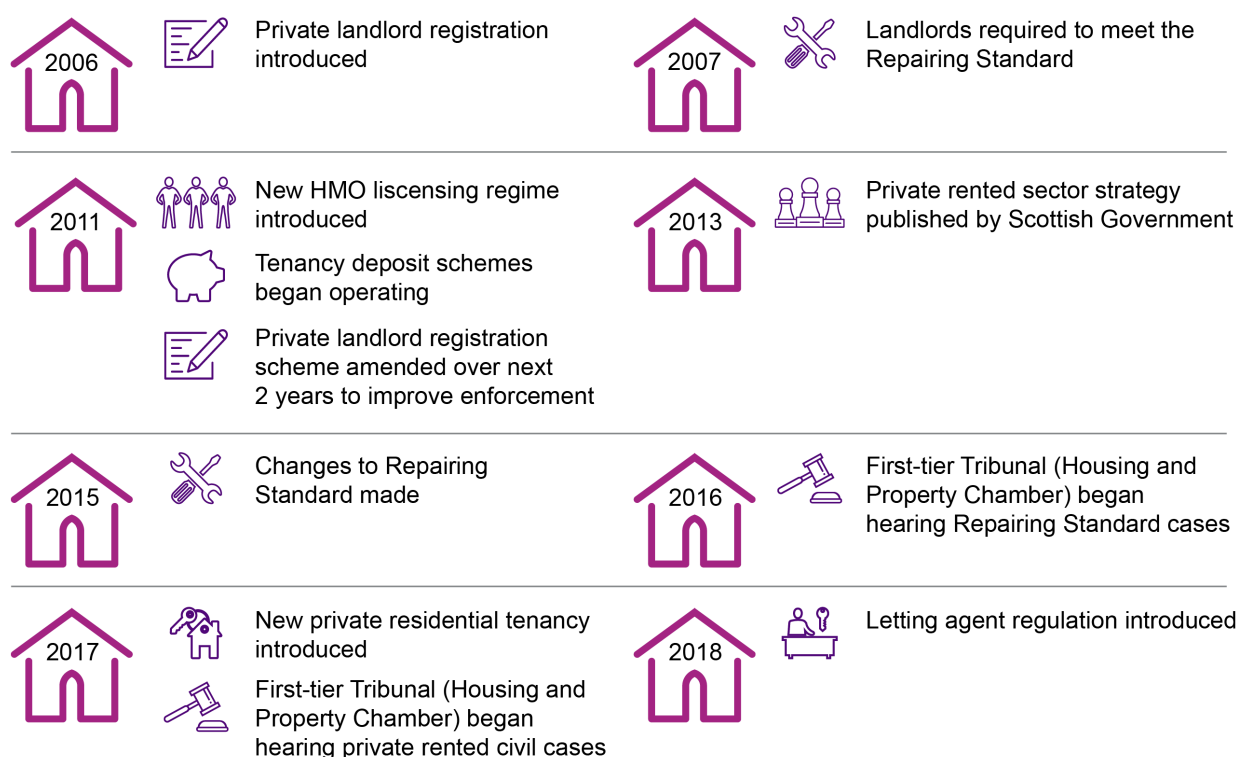 2006
Private landlord registration
introduced
2007
Landlords required to meet the
Repairing Standard
2011
New HMO liscensing regime
introduced
Tenancy deposit schemes
began operating
Private landlord registration
scheme amended over next
2 years to improve enforcement
2013
Private rented sector strategy
published by Scottish Government
2015
Changes to Repairing
Standard made
2016
First-tier Tribunal (Housing and
Property Chamber) began
hearing Repairing Standard cases
2017
New private residential tenancy
introduced
First-tier Tribunal (Housing and
Property Chamber) began
hearing private rented civil cases
2018
Letting agent regulation introduced